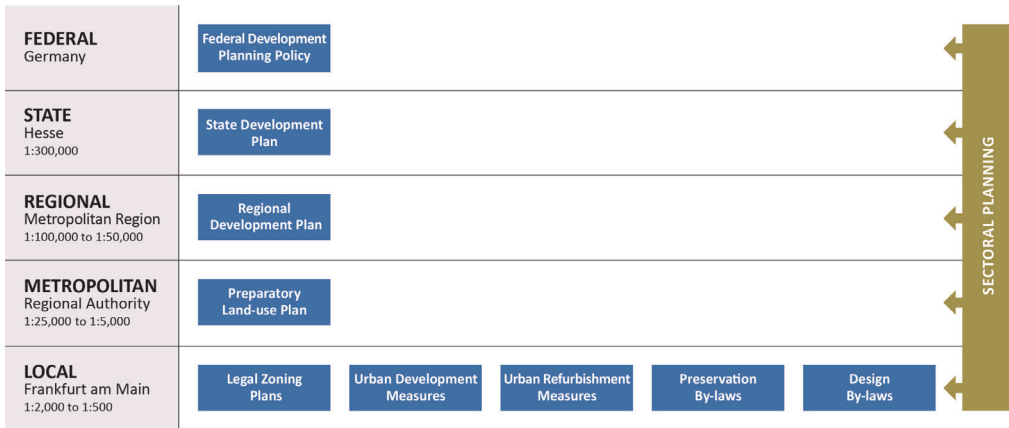 FEDERAL
Germany
Federal Development
Planning Policy
STATE
Hesse
1:300,000
State Development
Plan
REGIONAL
Metropolitan Region
1:100,000 to 1:50,000
Regional
Development Plan
METROPOLITAN
Regional Authority
1:25,000 to 1:5,000
Preparatory
Land-use Plan
LOCAL
Frankfurt am Main
1:2,000 to 1:500
Legal Zoning
Plans
Urban Development
Measures
Urban Refurbishment
Measures
Preservation
By-laws
Design
By-laws
SECTORAL PLANNING